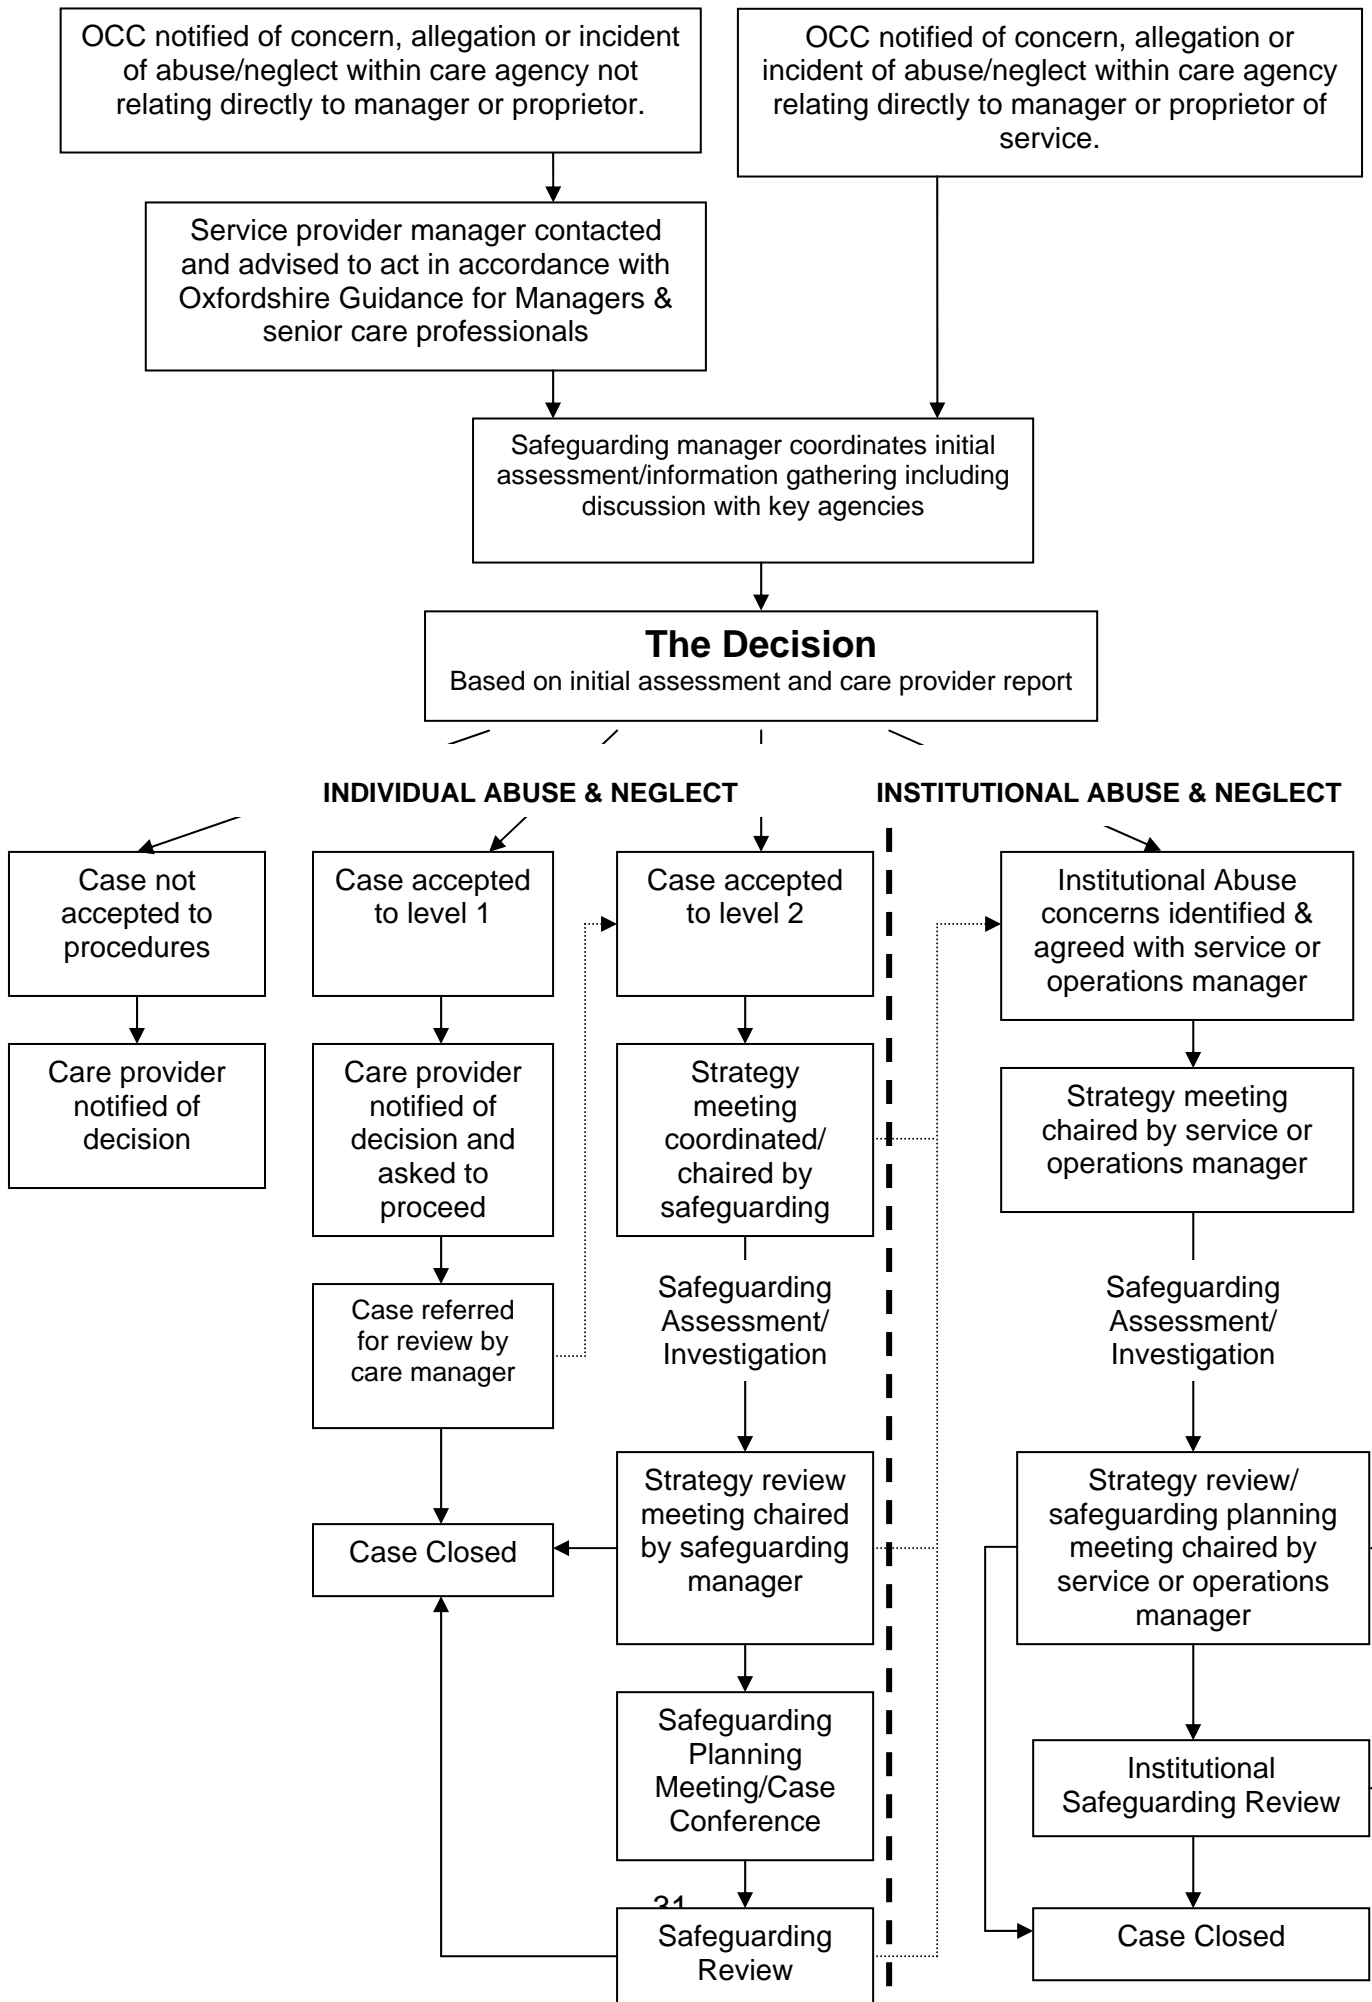 OCC notified of concern, allegation or incident
of abuse/neglect within care agency not
relating directly to manager or proprietor.
OCC notified of concern, allegation or
incident of abuse/neglect within care agency
relating directly to manager or proprietor of
service.
Service provider manager contacted
and advised to act in accordance with
Oxfordshire Guidance for Managers &
senior care professionals
Safeguarding manager coordinates initial
assessment/information gathering including
discussion with key agencies
The Decision
Based on initial assessment and care provider report
INDIVIDUAL ABUSE & NEGLECT
INSTITUTIONAL ABUSE & NEGLECT
Case not
accepted to
procedures
Case accepted
to level 1
Case accepted
to level 2
Institutional Abuse
concerns identified &
agreed with service or
operations manager
Care provider
notified of
decision
Care provider
notified of
decision and
asked to
proceed
Strategy
meeting
coordinated/
chaired by
safeguarding
Strategy meeting
chaired by service or
operations manager
Case referred
for review by
care manager
Safeguarding
Assessment/
Investigation
Safeguarding
Assessment/
Investigation
Case Closed
Strategy review
meeting chaired
by safeguarding
manager
Strategy review/
safeguarding planning
meeting chaired by
service or operations
manager
Safeguarding
Planning
Meeting/Case
Conference
Institutional
Safeguarding Review
31
Safeguarding
Review
Case Closed